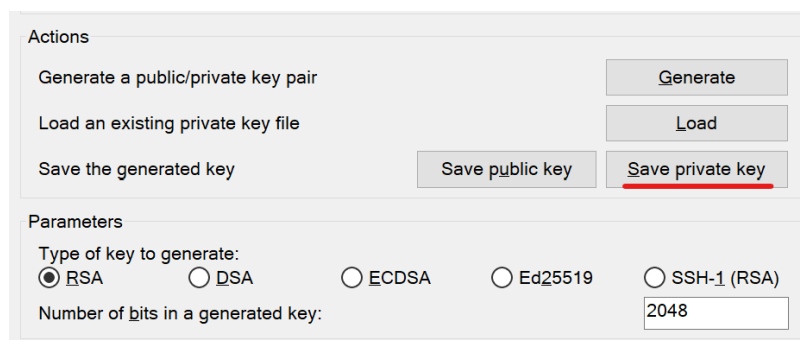 Actions
Generate a public/private key pair Generate
Load an existing private key file Load
Save the generated key Save public key Save private key
Parameters
Type of key to generate:
RSA DSA ECDSA Ed25519 SSH-1 (RSA)
Number of bits in a generated key: 2048